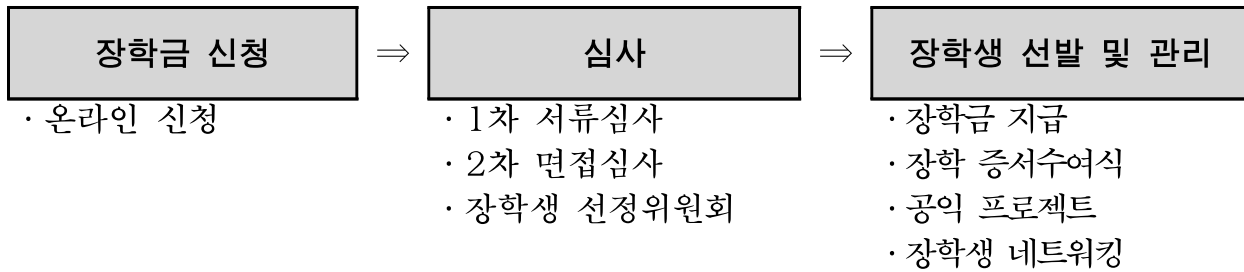 장학금 신청 ⇒ 심사 ⇒ 장학생 선발 및 관리
· 온라인 신청
· 1차 서류심사
· 2차 면접심사
· 장학생 선정위원회
· 장학금 지급
· 장학 증서수여식
· 공익 프로젝트
· 장학생 네트워킹